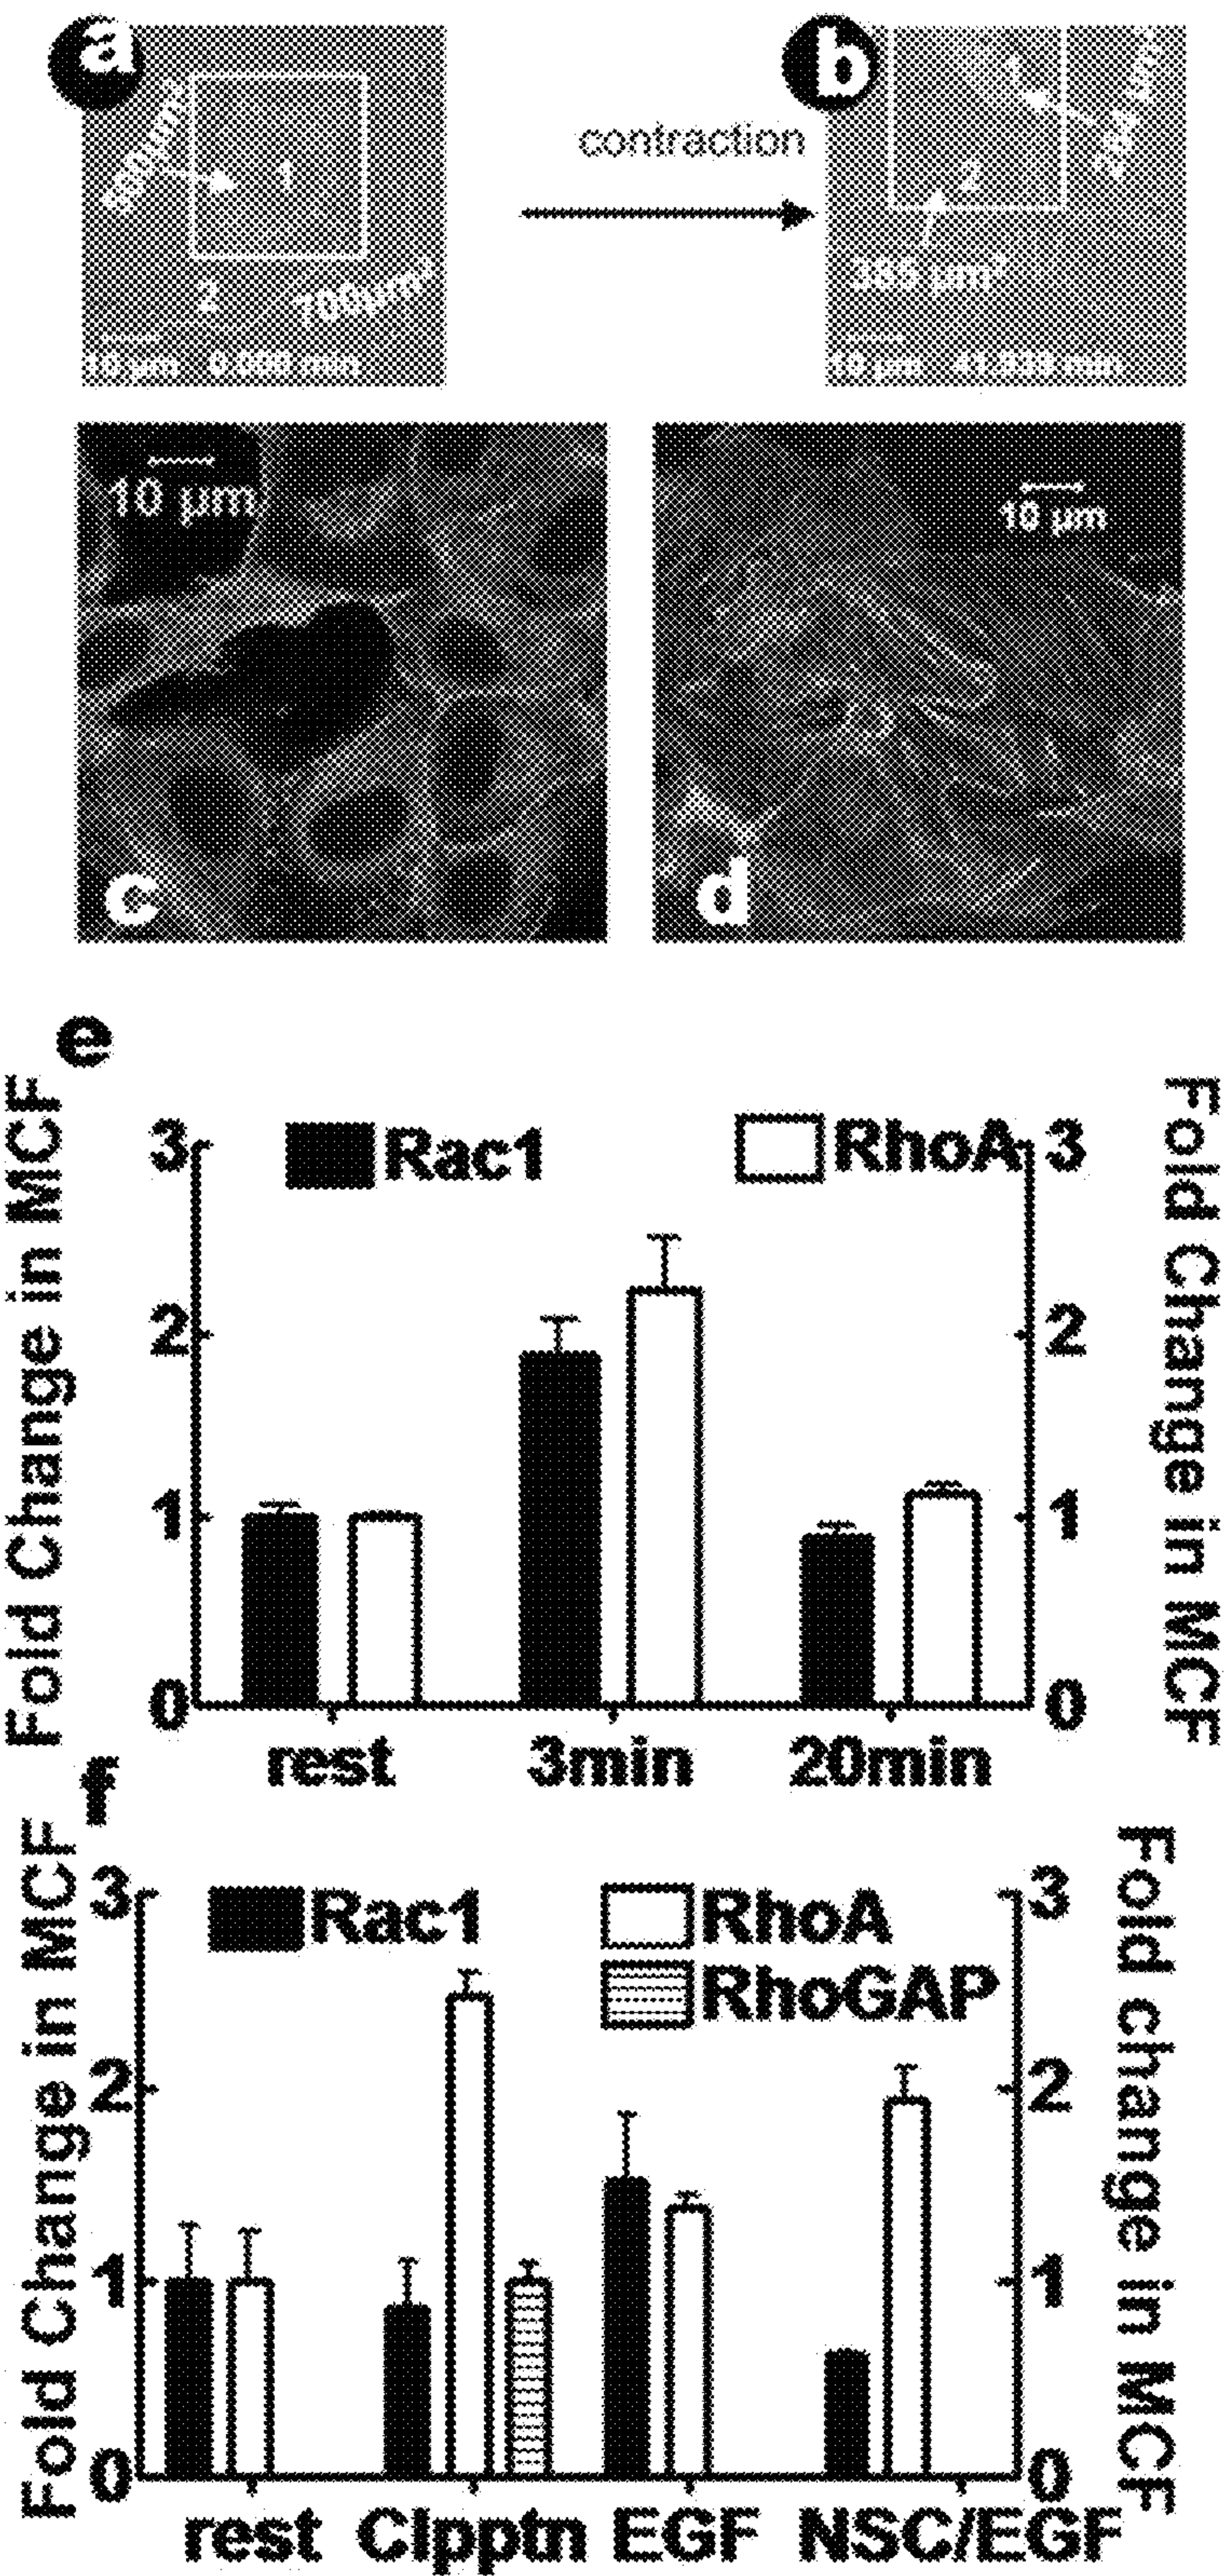 a
b
contraction
1
1
2
2
100µm²
365 µm²
10 µm 0.000 min
10 µm
10 µm
10 µm
c
d
e
Fold Change in MCF
Fold Change in MCF
Rac1
RhoA
3
3
2
2
1
1
0
0
rest 3min 20min
f
Fold Change in MCF
Fold change in MCF
Rac1
RhoA
RhoGAP
3
3
2
2
1
1
0
0
rest Clpptn EGF NSC/EGF